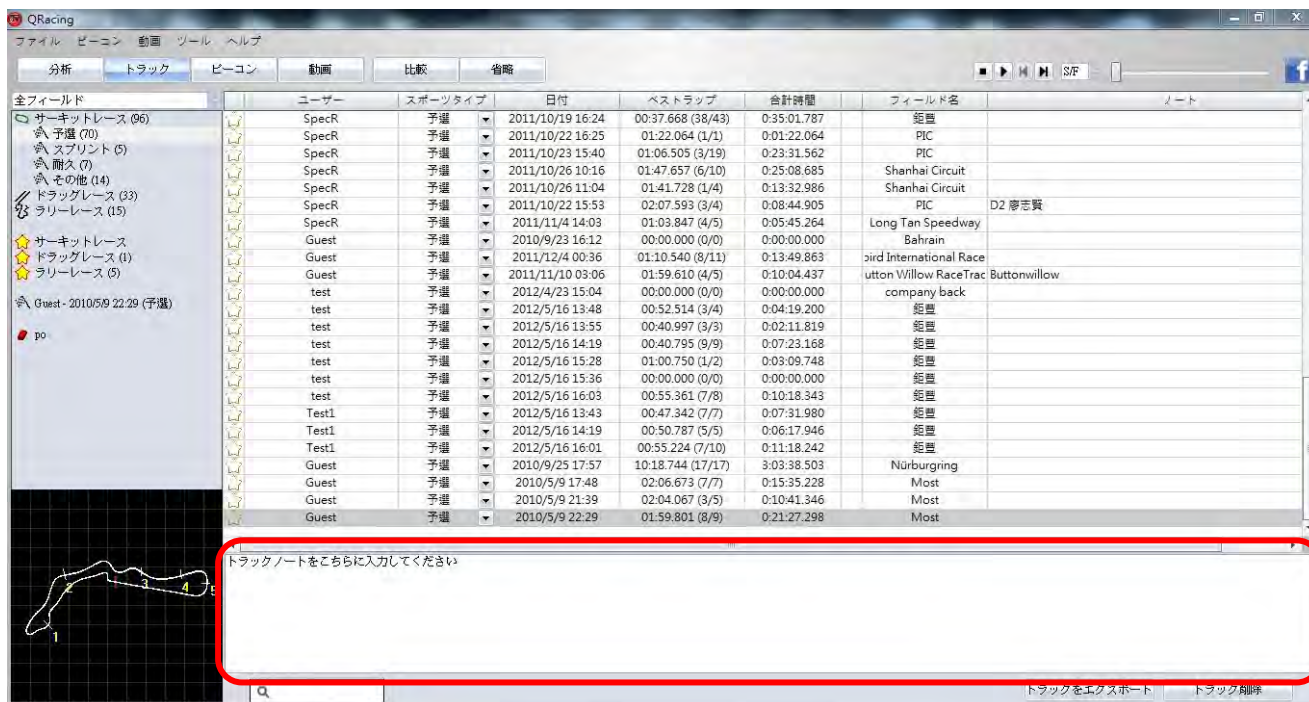 QRacing
ファイル ビーコン 動画 ツール ヘルプ
分析 トラック ビーコン 動画 比較 省略 S/F f
全フィールド
サーキットレース (96)
予選 (70)
スプリント (5)
耐久 (7)
その他 (14)
ドラッグレース (33)
ラリーレース (15)
サーキットレース
ドラッグレース (1)
ラリーレース (5)
Guest - 2010/5/9 22:29 (予選)
po
ユーザー スポーツタイプ 日付 ベストラップ 合計時間 フィールド名 ノート
SpecR 予選 2011/10/19 16:24 00:37.668 (38/43) 0:35:01.787 鉅豐
SpecR 予選 2011/10/22 16:25 01:22.064 (1/1) 0:01:22.064 PIC
SpecR 予選 2011/10/23 15:40 01:06.505 (3/19) 0:23:31.562 PIC
SpecR 予選 2011/10/26 10:16 01:47.657 (6/10) 0:25:08.685 Shanhai Circuit
SpecR 予選 2011/10/26 11:04 01:41.728 (1/4) 0:13:32.986 Shanhai Circuit
SpecR 予選 2011/10/22 15:53 02:07.593 (3/4) 0:08:44.905 PIC D2 廖志賢
SpecR 予選 2011/11/4 14:03 01:03.847 (4/5) 0:05:45.264 Long Tan Speedway
Guest 予選 2010/9/23 16:12 00:00.000 (0/0) 0:00:00.000 Bahrain
Guest 予選 2011/12/4 00:36 01:10.540 (8/11) 0:13:49.863 bird International Race
Guest 予選 2011/11/10 03:06 01:59.610 (4/5) 0:10:04.437 utton Willow RaceTrac Buttonwillow
test 予選 2012/4/23 15:04 00:00.000 (0/0) 0:00:00.000 company back
test 予選 2012/5/16 13:48 00:52.514 (3/4) 0:04:19.200 鉅豐
test 予選 2012/5/16 13:55 00:40.997 (3/3) 0:02:11.819 鉅豐
test 予選 2012/5/16 14:19 00:40.795 (9/9) 0:07:23.168 鉅豐
test 予選 2012/5/16 15:28 01:00.750 (1/2) 0:03:09.748 鉅豐
test 予選 2012/5/16 15:36 00:00.000 (0/0) 0:00:00.000 鉅豐
test 予選 2012/5/16 16:03 00:55.361 (7/8) 0:10:18.343 鉅豐
Test1 予選 2012/5/16 13:43 00:47.342 (7/7) 0:07:31.980 鉅豐
Test1 予選 2012/5/16 14:19 00:50.787 (5/5) 0:06:17.946 鉅豐
Test1 予選 2012/5/16 16:01 00:55.224 (7/10) 0:11:18.242 鉅豐
Guest 予選 2010/9/25 17:57 10:18.744 (17/17) 3:03:38.503 Nürburgring
Guest 予選 2010/5/9 17:48 02:06.673 (7/7) 0:15:35.228 Most
Guest 予選 2010/5/9 21:39 02:04.067 (3/5) 0:10:41.346 Most
Guest 予選 2010/5/9 22:29 01:59.801 (8/9) 0:21:27.298 Most
トラックノートをこちらに入力してください
2 1 3 4 5
1
トラックをエクスポート トラック削除